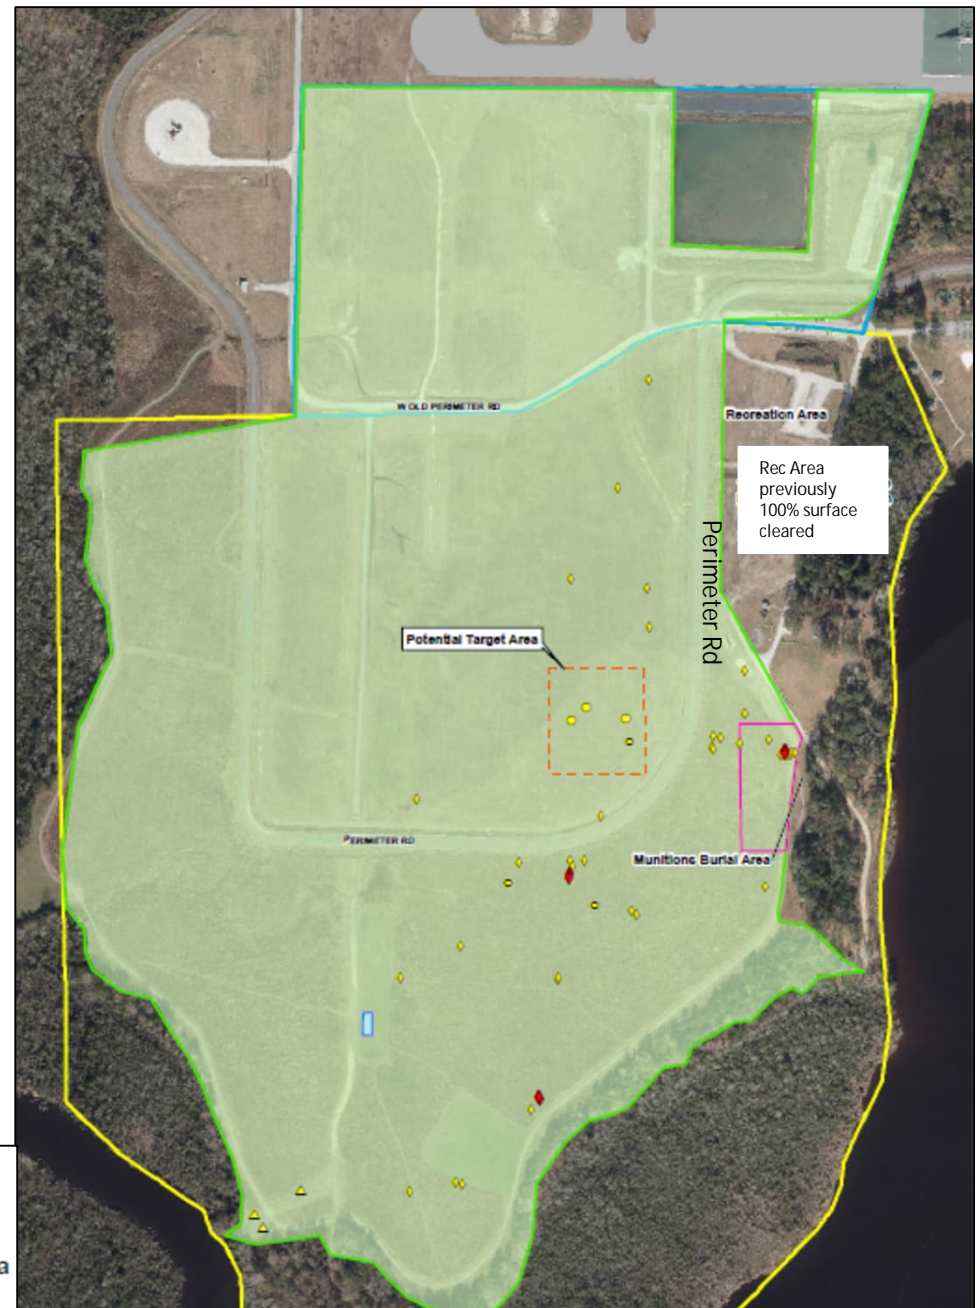 W OLD PERIMETER RD
Recreation Area
Rec Area
previously
100% surface
cleared
Perimeter Rd
Potential Target Area
PERIMETER RD
Munitions Burial Area
a